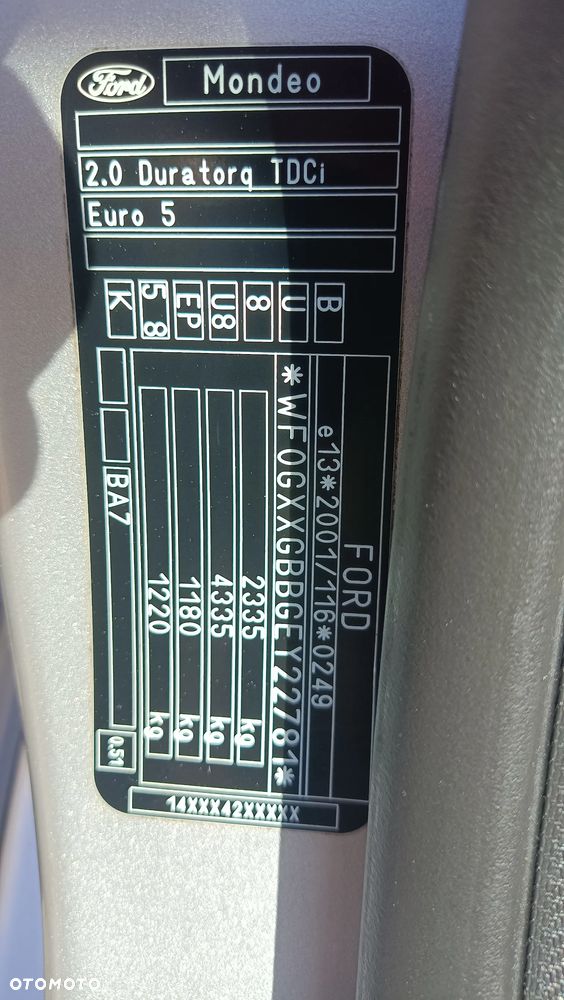 Ford
Mondeo
2.0 Duratorq TDCi
Euro 5
B
U
8
U8
EP
5 8
K
FORD
e13*2001/116*0249
*WF0GXXGBBGEY22781*
2335 kg
4335 kg
1180 kg
1220 kg
BA7
0.51
14XXX42XXXXX
OTOMOTO